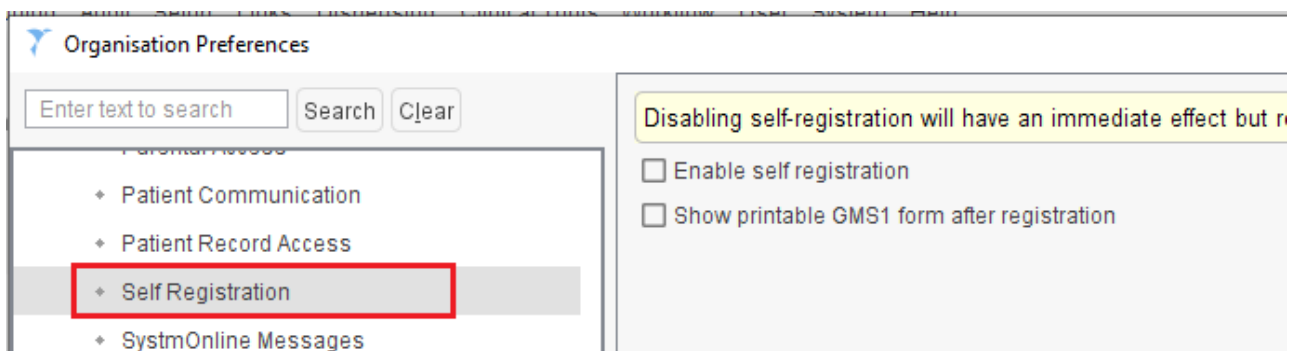 Organisation Preferences
Enter text to search Search Clear
Disabling self-registration will have an immediate effect but
Enable self registration
Show printable GMS1 form after registration
Patient Communication
Patient Record Access
Self Registration
SystmOnline Messages